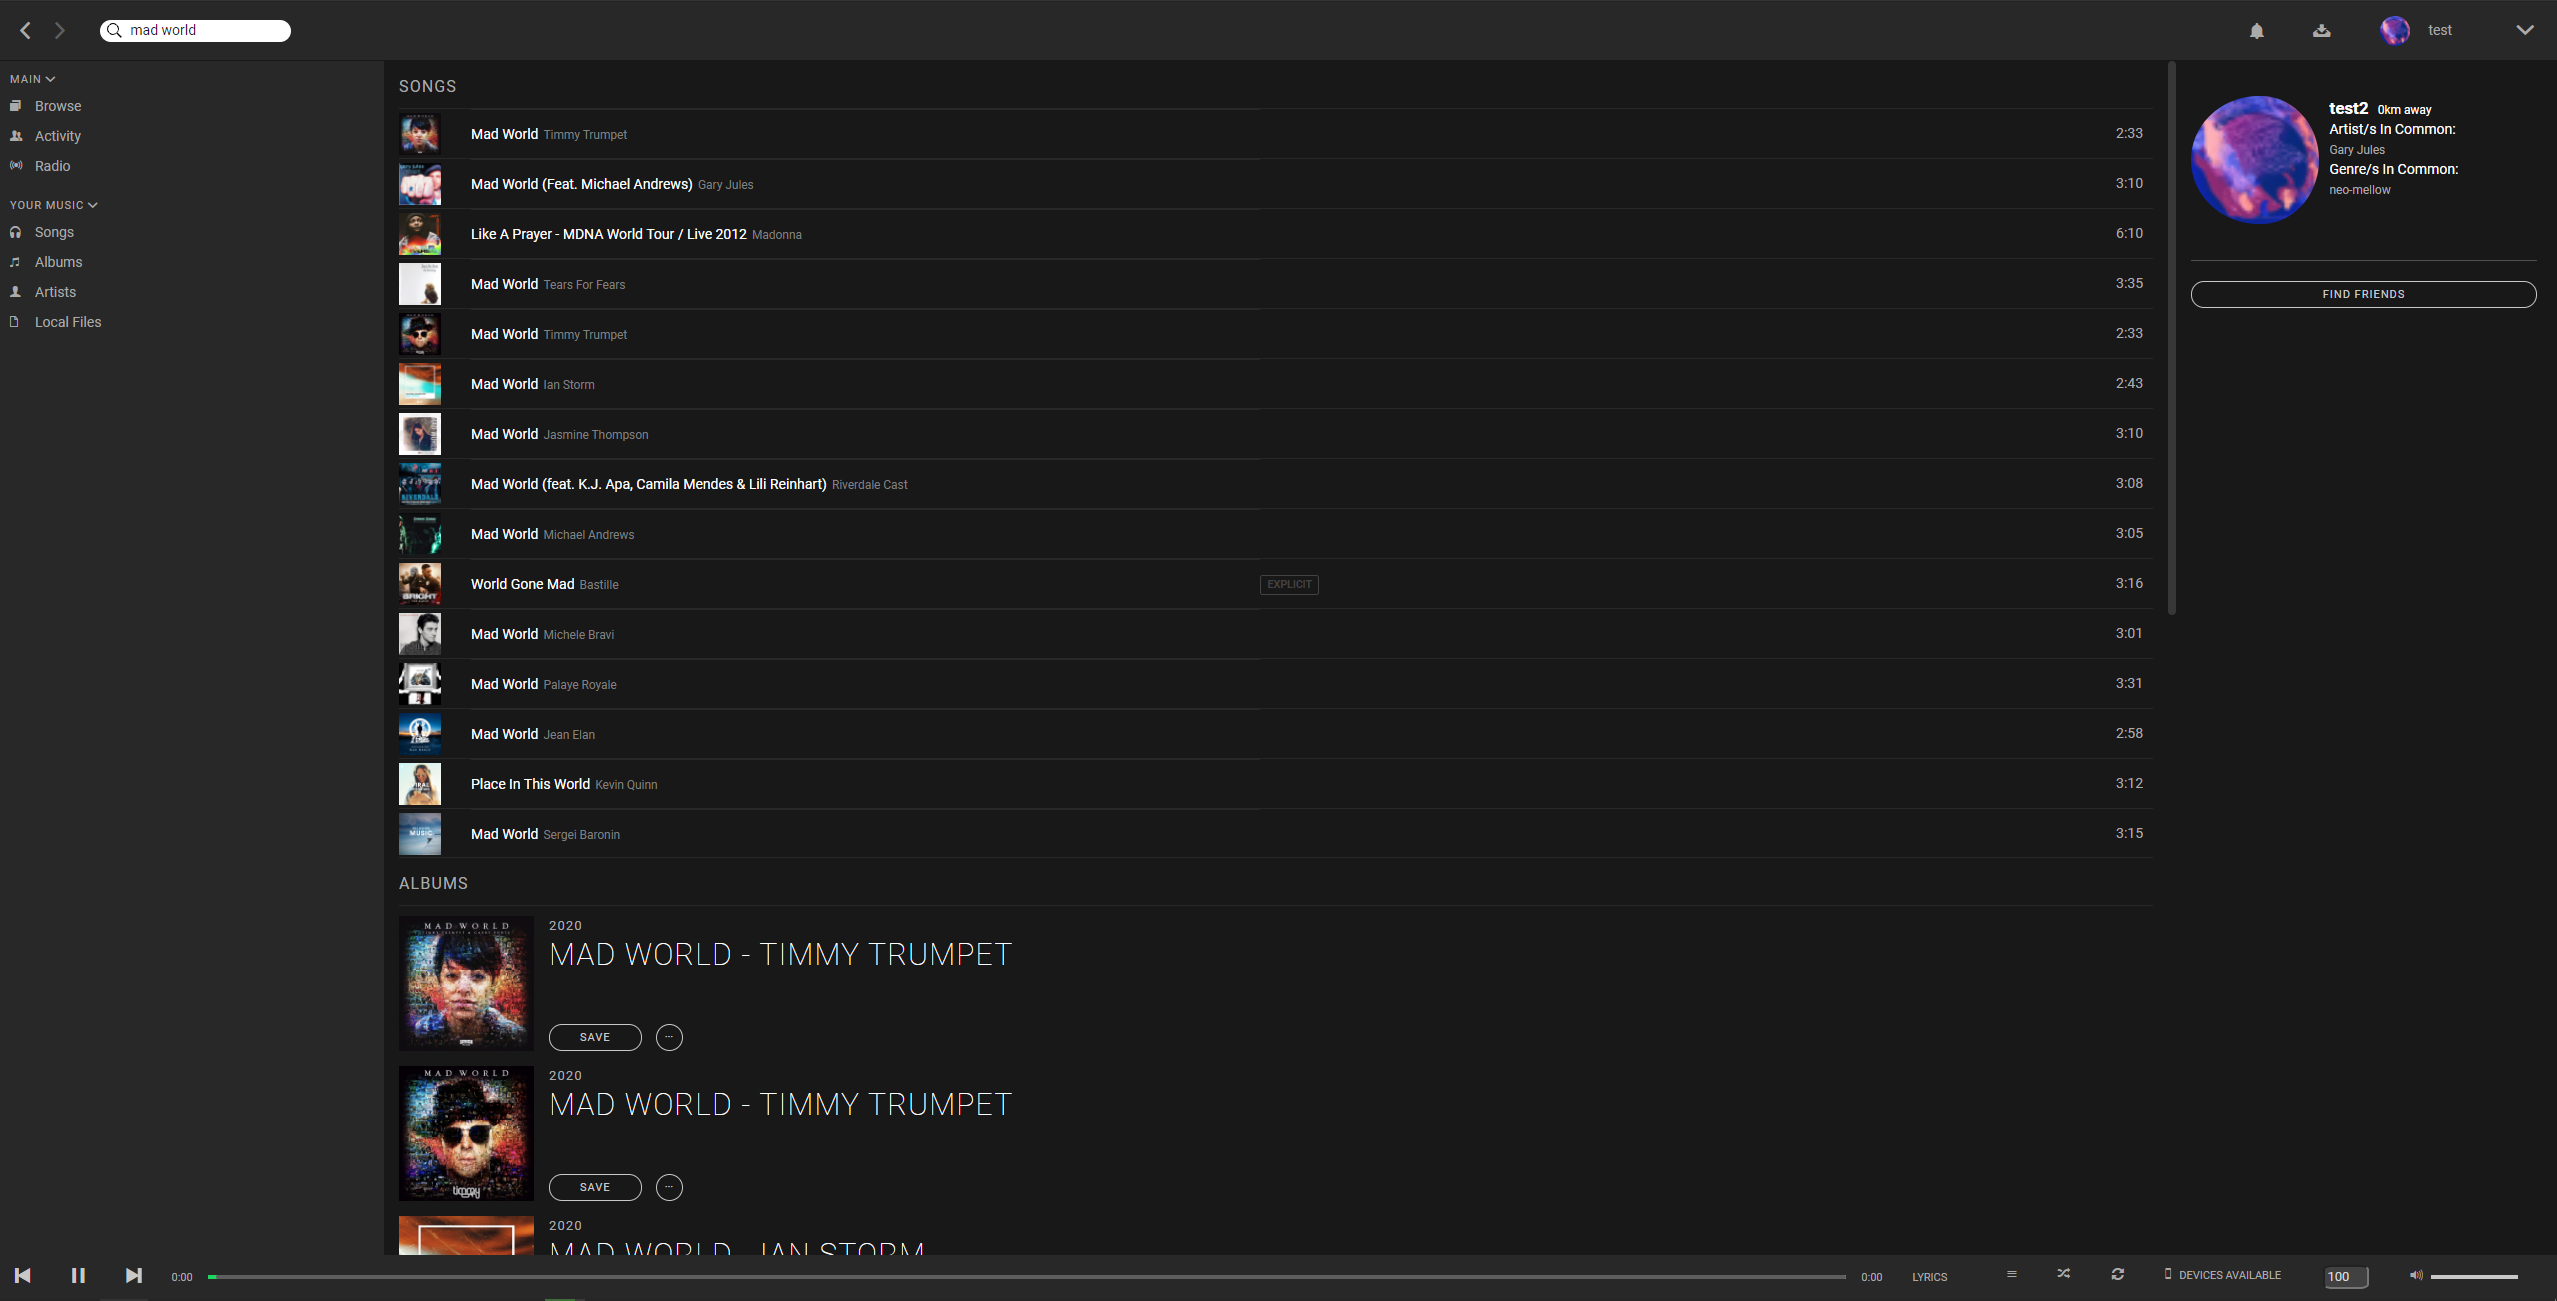 mad world
test
MAIN
Browse
Activity
Radio
YOUR MUSIC
Songs
Albums
Artists
Local Files
SONGS
Mad World Timmy Trumpet 2:33
Mad World (Feat. Michael Andrews) Gary Jules 3:10
Like A Prayer - MDNA World Tour / Live 2012 Madonna 6:10
Mad World Tears For Fears 3:35
Mad World Timmy Trumpet 2:33
Mad World Ian Storm 2:43
Mad World Jasmine Thompson 3:10
RIVERDALE
Mad World (feat. K.J. Apa, Camila Mendes & Lili Reinhart) Riverdale Cast 3:08
Mad World Michael Andrews 3:05
BRIGHT
World Gone Mad Bastille EXPLICIT 3:16
Mad World Michele Bravi 3:01
Mad World Palaye Royale 3:31
Mad World Jean Elan 2:58
Place In This World Kevin Quinn 3:12
MUSIC
Mad World Sergei Baronin 3:15
ALBUMS
MAD WORLD
2020
MAD WORLD - TIMMY TRUMPET
SAVE
MAD WORLD
timmy
2020
MAD WORLD - TIMMY TRUMPET
SAVE
2020
MAD WORLD - IAN STORM
test2 0km away
Artist/s In Common:
Gary Jules
Genre/s In Common:
neo-mellow
FIND FRIENDS
0:00
0:00
LYRICS
DEVICES AVAILABLE
100